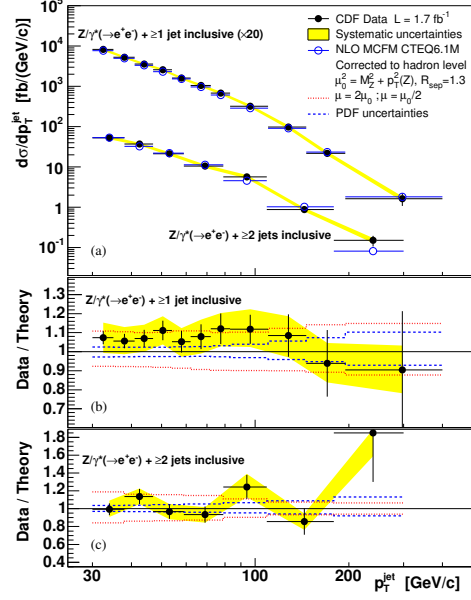 Z/γ*(→e⁺e⁻) + ≥1 jet inclusive (×20)
CDF Data L = 1.7 fb⁻¹
Systematic uncertainties
NLO MCFM CTEQ6.1M
Corrected to hadron level
μ₀² = M_Z² + p_T²(Z), R_sep=1.3
μ = 2μ₀ ; μ = μ₀/2
PDF uncertainties
dσ/dp_T^jet [fb/(GeV/c)]
10⁵
10⁴
10³
10²
10
1
10⁻¹
Z/γ*(→e⁺e⁻) + ≥2 jets inclusive
(a)
Data / Theory
Z/γ*(→e⁺e⁻) + ≥1 jet inclusive
1.3
1.2
1.1
1
0.9
0.8
0.7
(b)
Data / Theory
1.8
Z/γ*(→e⁺e⁻) + ≥2 jets inclusive
1.6
1.4
1.2
1
0.8
0.6
(c)
30
100
200
p_T^jet [GeV/c]